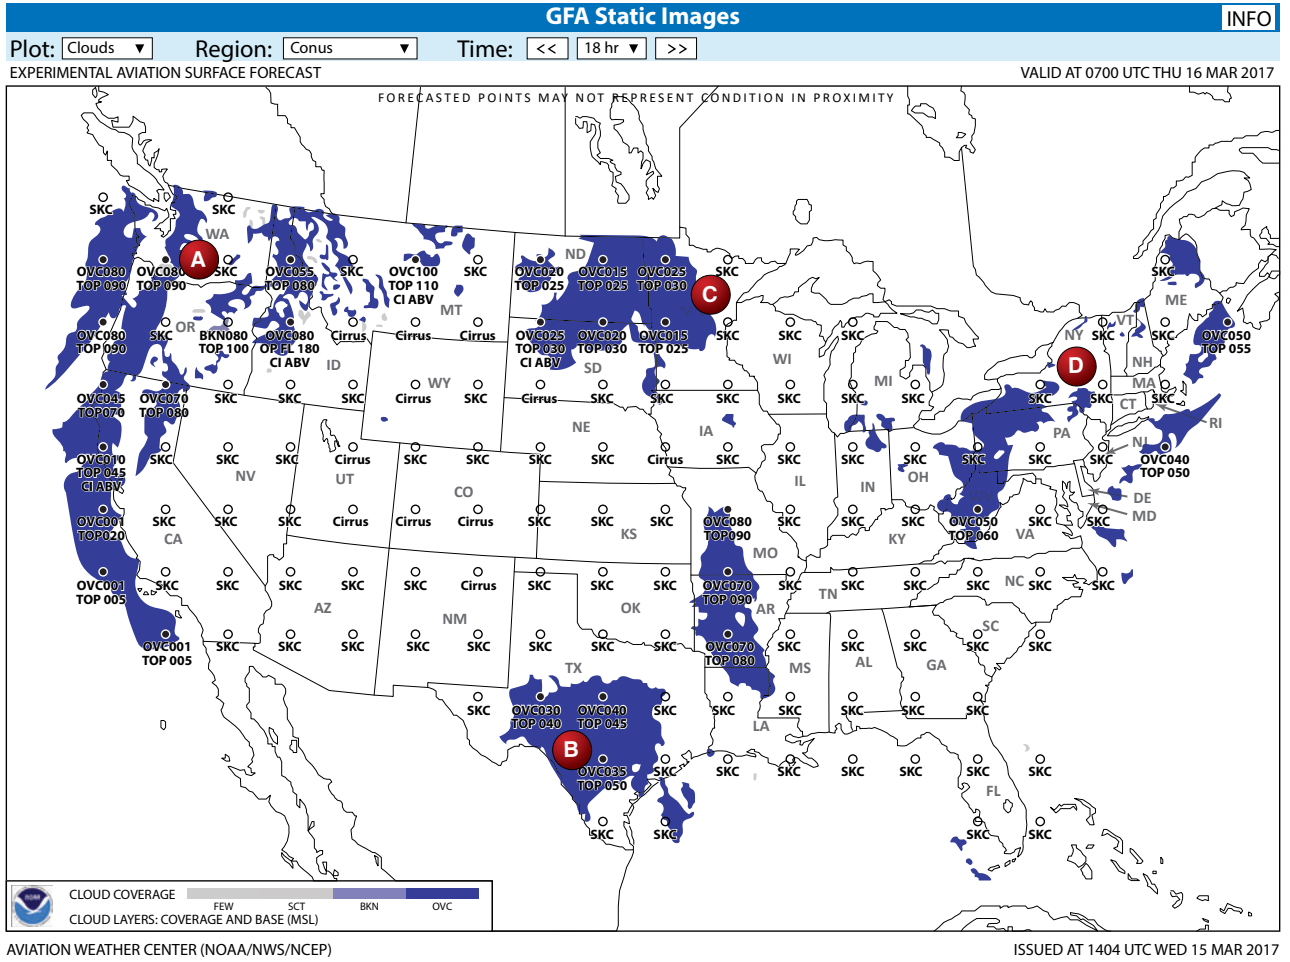 GFA Static Images
INFO
Plot: Clouds ▼ Region: Conus ▼ Time: << 18 hr ▼ >>
EXPERIMENTAL AVIATION SURFACE FORECAST
VALID AT 0700 UTC THU 16 MAR 2017
FORECASTED POINTS MAY NOT REPRESENT CONDITION IN PROXIMITY
SKC SKC
WA ND
A
OVC080 OVC080 SKC OVC055 SKC OVC100 SKC OVC020 OVC015 OVC025 SKC SKC
TOP 090 TOP 090 TOP 080 TOP 110 TOP 025 TOP 025 TOP 030
CI ABV
C
MT ME
OR NY VT
OVC080 SKC BKN080 OVC080 Cirrus Cirrus Cirrus OVC025 OVC020 OVC015 SKC SKC SKC SKC SKC SKC OVC050
TOP 090 TOP 100 OP FL 180 TOP 030 TOP 030 TOP 025 TOP 055
CI ABV CI ABV
ID SD WI NH
D
WY MI MA
OVC045 OVC070 SKC SKC SKC Cirrus SKC Cirrus SKC SKC SKC SKC SKC SKC SKC SKC SKC
TOP070 TOP 080
CT
RI
NE IA PA NJ
OVC010 SKC SKC SKC Cirrus SKC SKC SKC SKC Cirrus SKC SKC SKC SKC SKC SKC SKC OVC040
TOP 045 TOP 050
CI ABV
NV UT CO IL IN OH WV DE
MD
OVC001 SKC SKC SKC Cirrus Cirrus Cirrus SKC SKC SKC OVC080 SKC SKC SKC OVC050 SKC SKC
TOP020 TOP090 TOP 060
CA KS MO KY VA
OVC001 SKC SKC SKC SKC SKC Cirrus SKC SKC SKC OVC070 SKC SKC SKC SKC SKC SKC
TOP 005 TOP 090
TN NC
AZ NM OK AR SC
OVC001 SKC SKC SKC SKC SKC SKC SKC SKC OVC070 SKC SKC SKC SKC SKC
TOP 005 TOP 080
TX MS AL GA
SKC OVC030 OVC040 SKC SKC SKC SKC SKC SKC
TOP 040 TOP 045
LA
B
OVC035 SKC SKC SKC SKC SKC SKC SKC
TOP 050
FL
SKC SKC SKC SKC
NOAA
CLOUD COVERAGE
FEW SCT BKN OVC
CLOUD LAYERS: COVERAGE AND BASE (MSL)
AVIATION WEATHER CENTER (NOAA/NWS/NCEP)
ISSUED AT 1404 UTC WED 15 MAR 2017